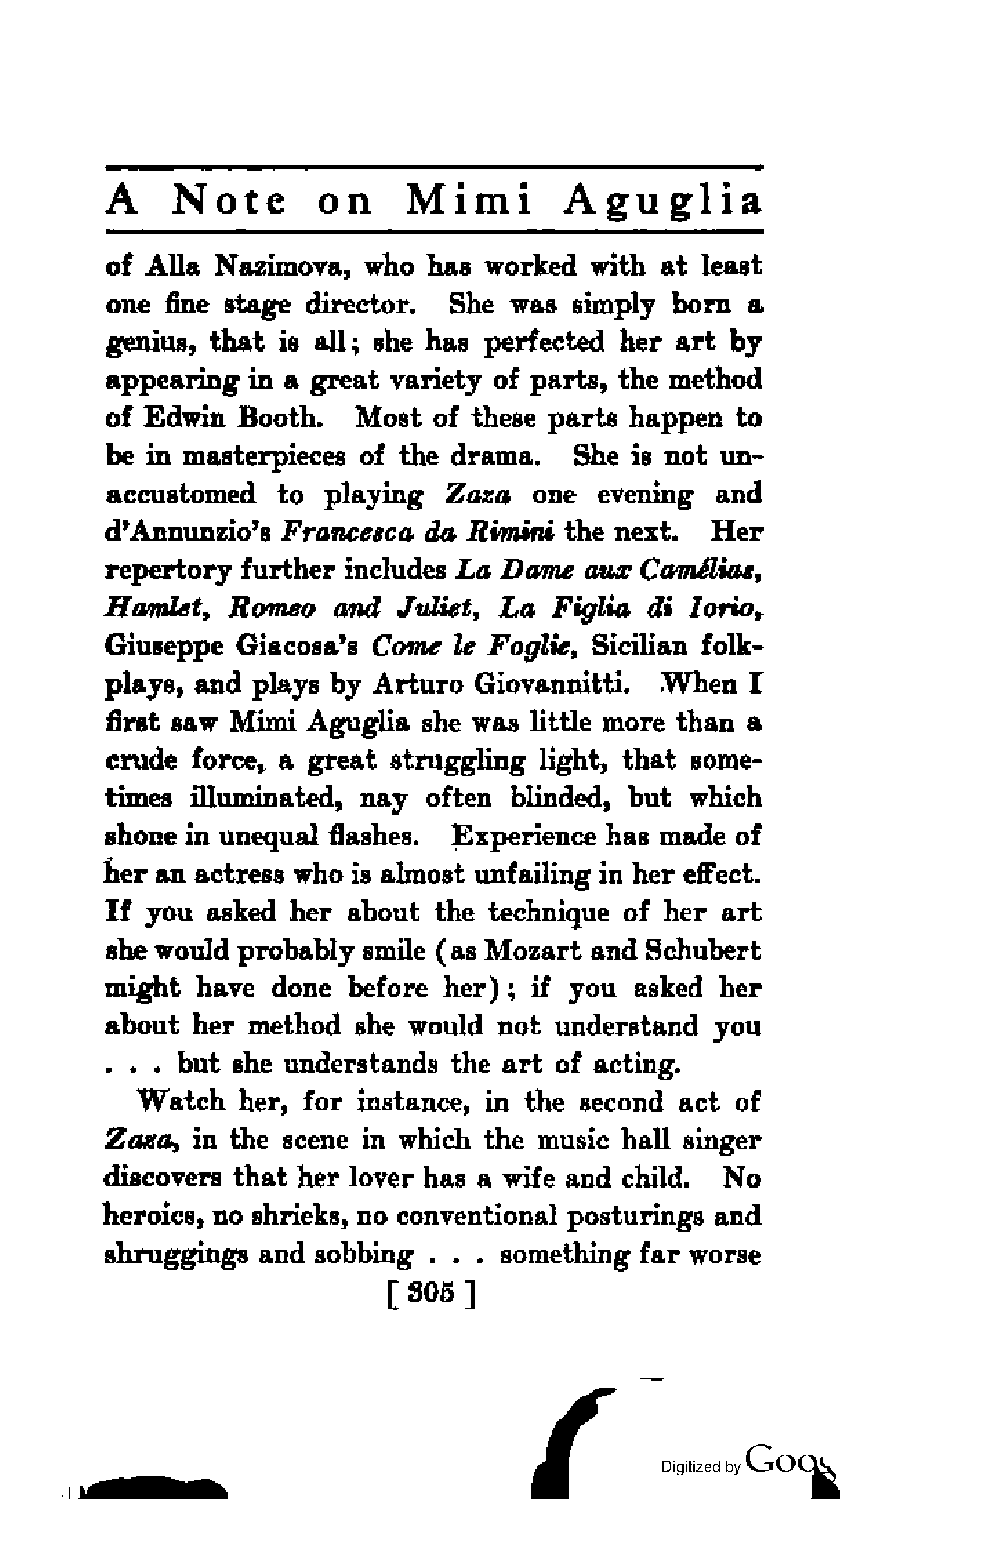 A Note on Mimi Aguglia
of Alla Nazimova, who has worked with at least
one fine stage director. She was simply born a
genius, that is all; she has perfected her art by
appearing in a great variety of parts, the method
of Edwin Booth. Most of these parts happen to
be in masterpieces of the drama. She is not un-
accustomed to playing Zaza one evening and
d'Annunzio's Francesca da Rimini the next. Her
repertory further includes La Dame aux Camélias,
Hamlet, Romeo and Juliet, La Figlia di Iorio,
Giuseppe Giacosa's Come le Foglie, Sicilian folk-
plays, and plays by Arturo Giovannitti. When I
first saw Mimi Aguglia she was little more than a
crude force, a great struggling light, that some-
times illuminated, nay often blinded, but which
shone in unequal flashes. Experience has made of
her an actress who is almost unfailing in her effect.
If you asked her about the technique of her art
she would probably smile (as Mozart and Schubert
might have done before her); if you asked her
about her method she would not understand you
. . . but she understands the art of acting.
Watch her, for instance, in the second act of
Zaza, in the scene in which the music hall singer
discovers that her lover has a wife and child. No
heroics, no shrieks, no conventional posturings and
shruggings and sobbing . . . something far worse
[ 305 ]
Digitized by